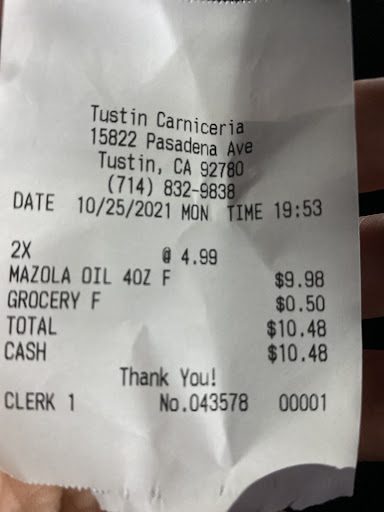 Tustin Carniceria
15822 Pasadena Ave
Tustin, CA 92780
(714) 832-9838
DATE 10/25/2021 MON TIME 19:53
2X @ 4.99
MAZOLA OIL 40Z F $9.98
GROCERY F $0.50
TOTAL $10.48
CASH $10.48
Thank You!
CLERK 1 No.043578 00001